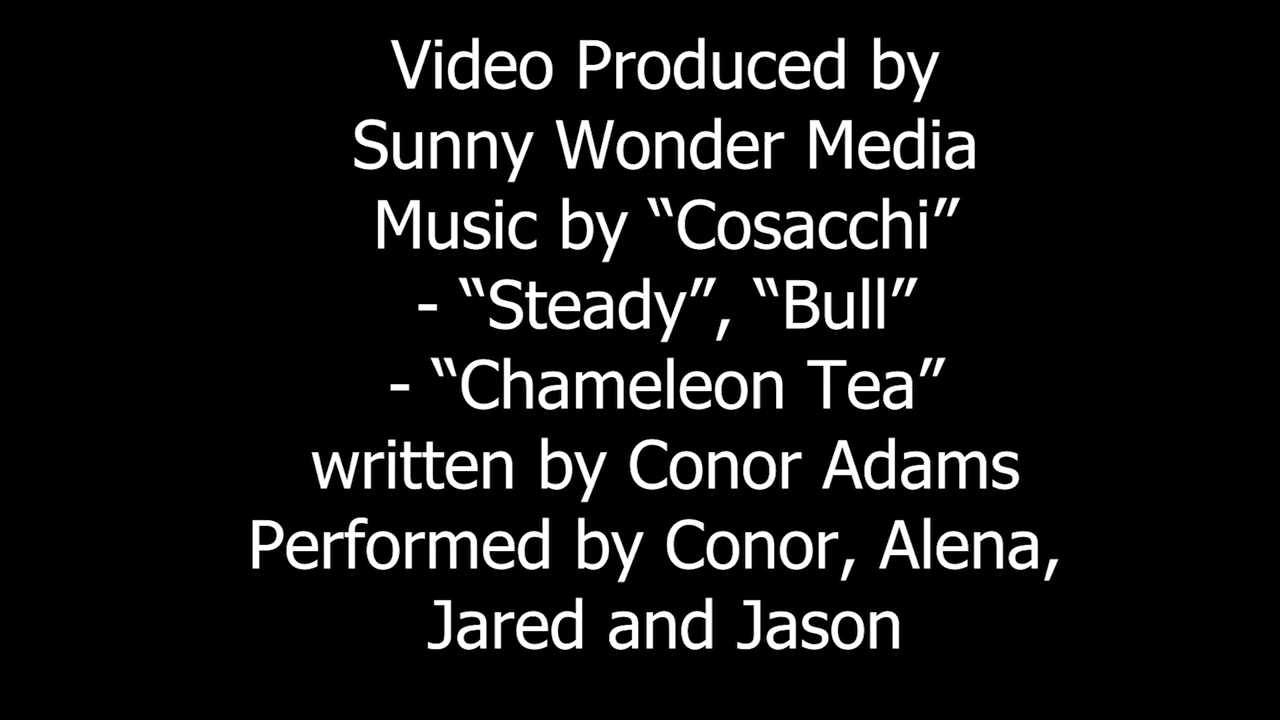 Video Produced by
Sunny Wonder Media
Music by “Cosacchi”
- “Steady”, “Bull”
- “Chameleon Tea”
written by Conor Adams
Performed by Conor, Alena,
Jared and Jason